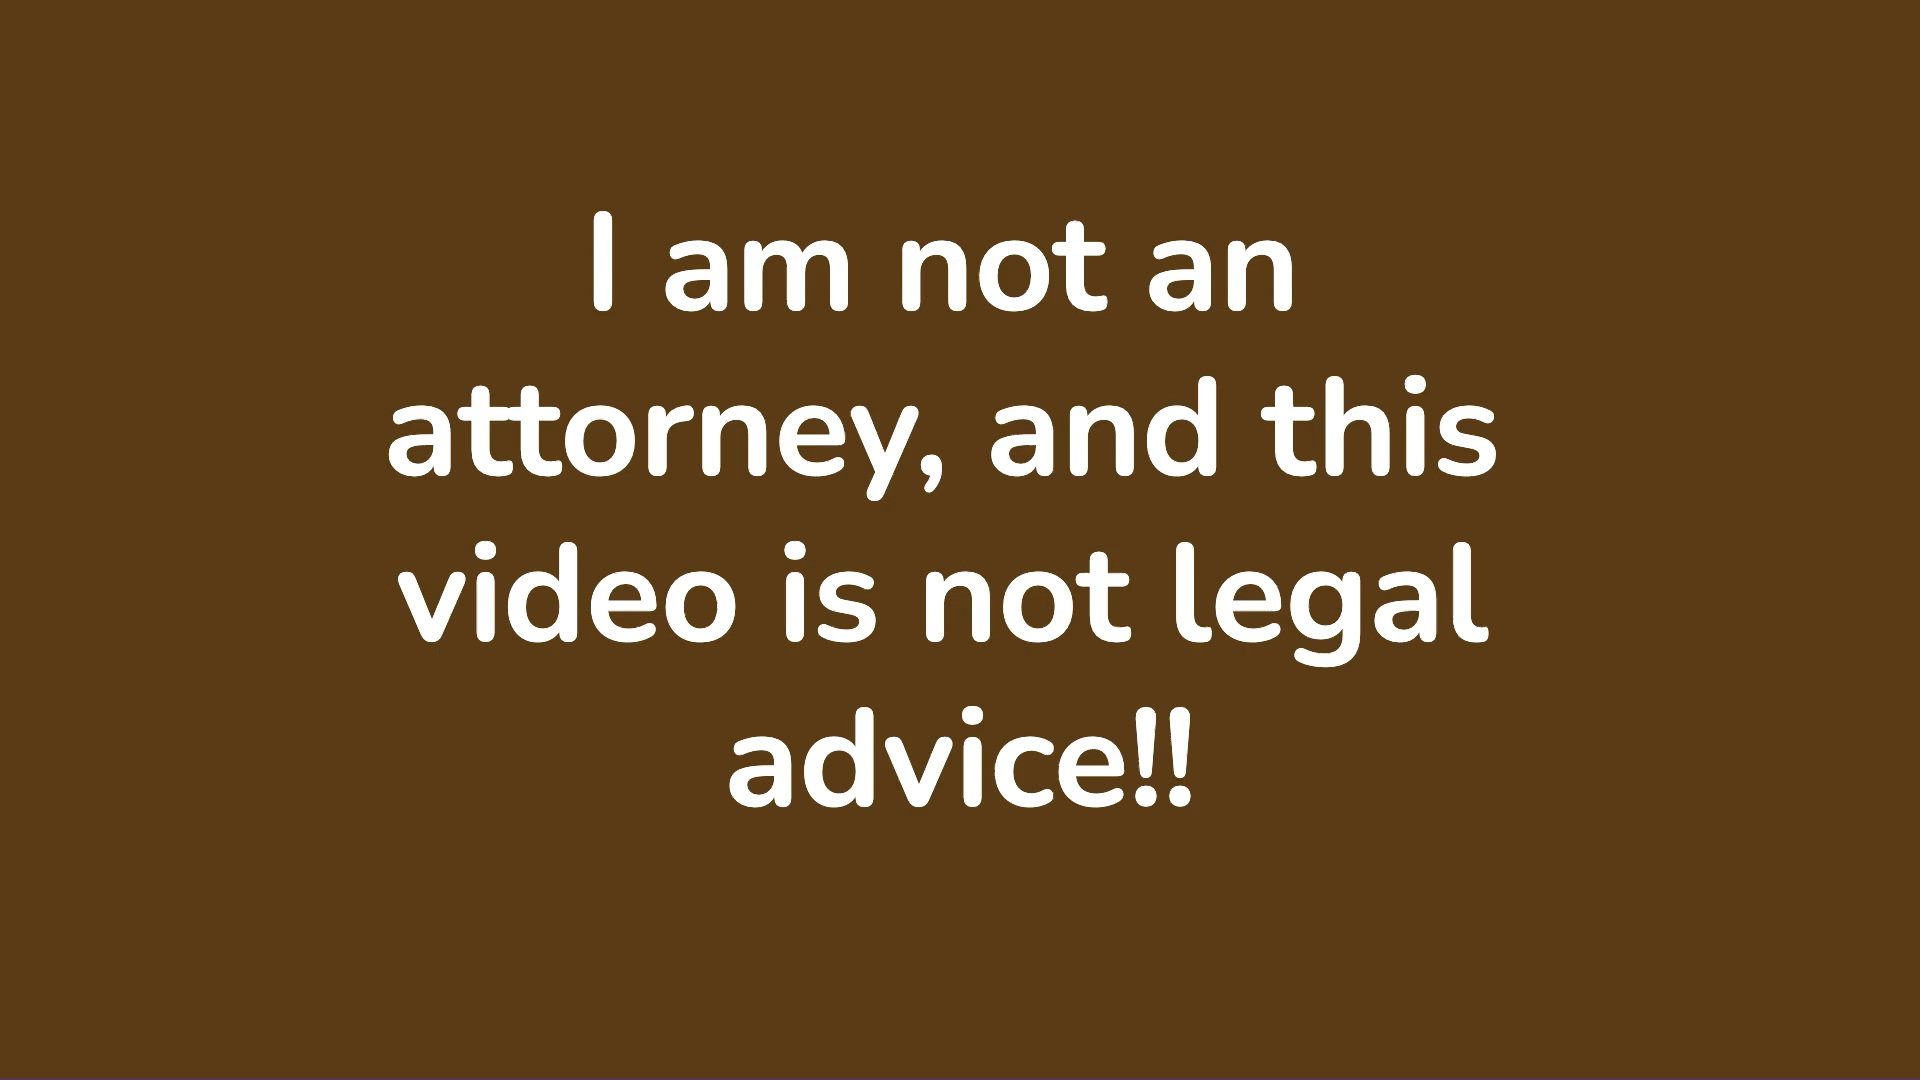 I am not an
attorney, and this
video is not legal
advice!!